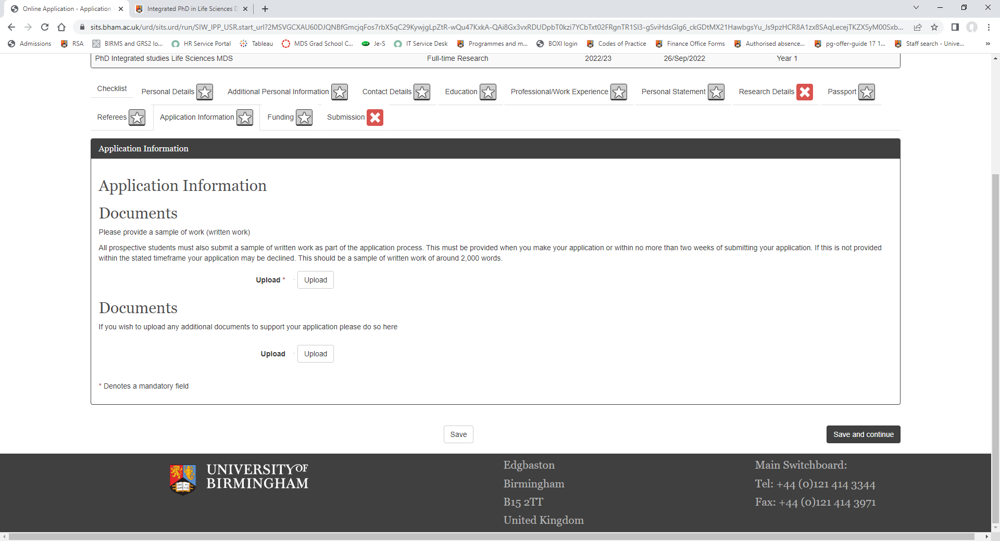 Online Application - Application
Integrated PhD in Life Sciences D
sits.bham.ac.uk/urd/sits.urd/run/SIW_IPP_USR.start_url?2MSVGCXAU60DJQNBfGmcjqFos7rbX5qC29KywjgLpZtR-wQu47KxkA-QAi8Gx3vxRDUDpbT0kzi7YCbTxt02FRgnTR1Sl3-gSviHdsGlg6_ckGDtMX21HawbgsYu_Js9pzHCR8A1zx8SAqLecejTKZXSyM00Sxb...
Admissions RSA BIRMS and GRS2 lo... HR Service Portal Tableau MDS Grad School C... Je-S IT Service Desk Programmes and m... BOXI login Codes of Practice Finance Office Forms Authorised absence... pg-offer-guide 17 1... Staff search - Unive... »
PhD Integrated studies Life Sciences MDS Full-time Research 2022/23 26/Sep/2022 Year 1
Checklist Personal Details Additional Personal Information Contact Details Education Professional/Work Experience Personal Statement Research Details Passport
Referees Application Information Funding Submission
Application Information
Application Information
Documents
Please provide a sample of work (written work)
All prospective students must also submit a sample of written work as part of the application process. This must be provided when you make your application or within no more than two weeks of submitting your application. If this is not provided
within the stated timeframe your application may be declined. This should be a sample of written work of around 2,000 words.
Upload * Upload
Documents
If you wish to upload any additional documents to support your application please do so here
Upload Upload
* Denotes a mandatory field
Save Save and continue
UNIVERSITY OF
BIRMINGHAM
Edgbaston
Birmingham
B15 2TT
United Kingdom
Main Switchboard:
Tel: +44 (0)121 414 3344
Fax: +44 (0)121 414 3971